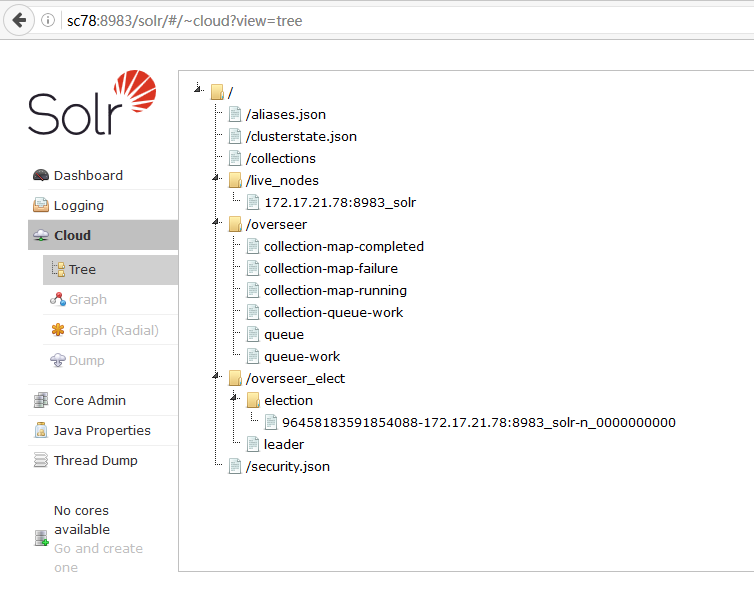 sc78:8983/solr/#/~cloud?view=tree
Solr
Dashboard
Logging
Cloud
Tree
Graph
Graph (Radial)
Dump
Core Admin
Java Properties
Thread Dump
No cores
available
Go and create
one
/
/aliases.json
/clusterstate.json
/collections
/live_nodes
172.17.21.78:8983_solr
/overseer
collection-map-completed
collection-map-failure
collection-map-running
collection-queue-work
queue
queue-work
/overseer_elect
election
96458183591854088-172.17.21.78:8983_solr-n_0000000000
leader
/security.json